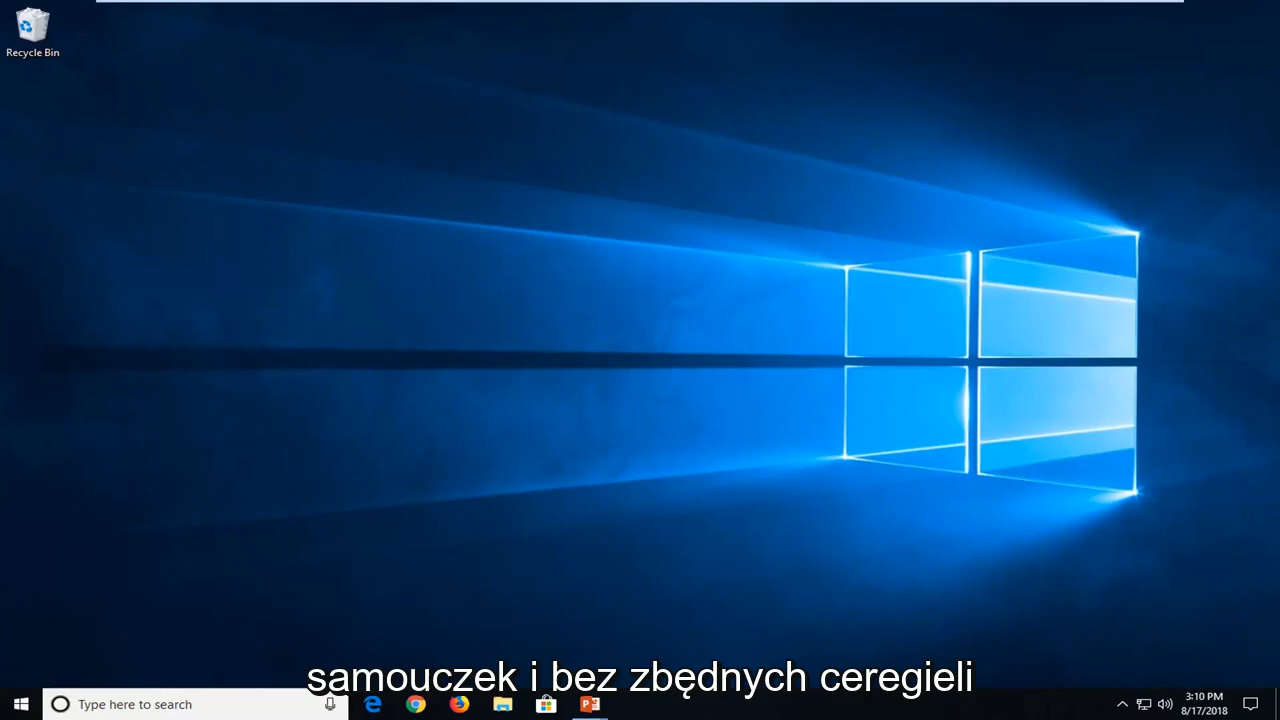 Recycle Bin
samouczek i bez zbędnych ceregieli
Type here to search
3:10 PM
8/17/2018